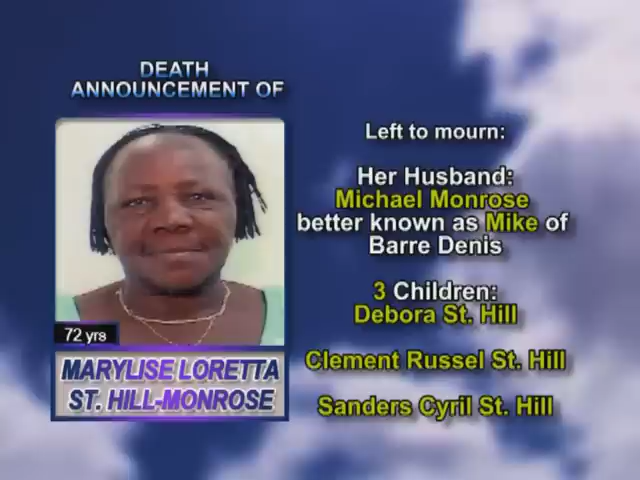 DEATH
ANNOUNCEMENT OF
72 yrs
MARYLISE LORETTA
ST. HILL-MONROSE
Left to mourn:
Her Husband:
Michael Monrose
better known as Mike of
Barre Denis
3 Children:
Debora St. Hill
Clement Russel St. Hill
Sanders Cyril St. Hill